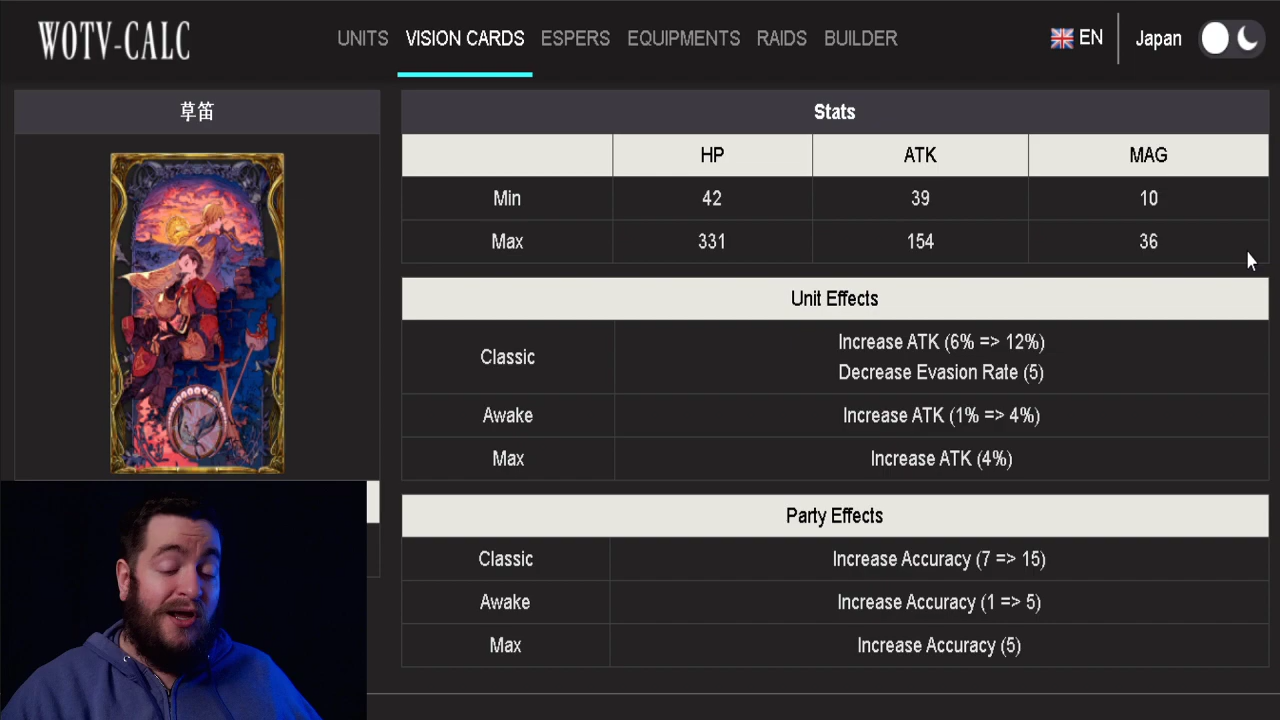 WOTV-CALC
UNITS VISION CARDS ESPERS EQUIPMENTS RAIDS BUILDER EN Japan
草笛
Stats
HP ATK MAG
Min 42 39 10
Max 331 154 36
Unit Effects
Classic Increase ATK (6% => 12%)
Decrease Evasion Rate (5)
Awake Increase ATK (1% => 4%)
Max Increase ATK (4%)
Party Effects
Classic Increase Accuracy (7 => 15)
Awake Increase Accuracy (1 => 5)
Max Increase Accuracy (5)